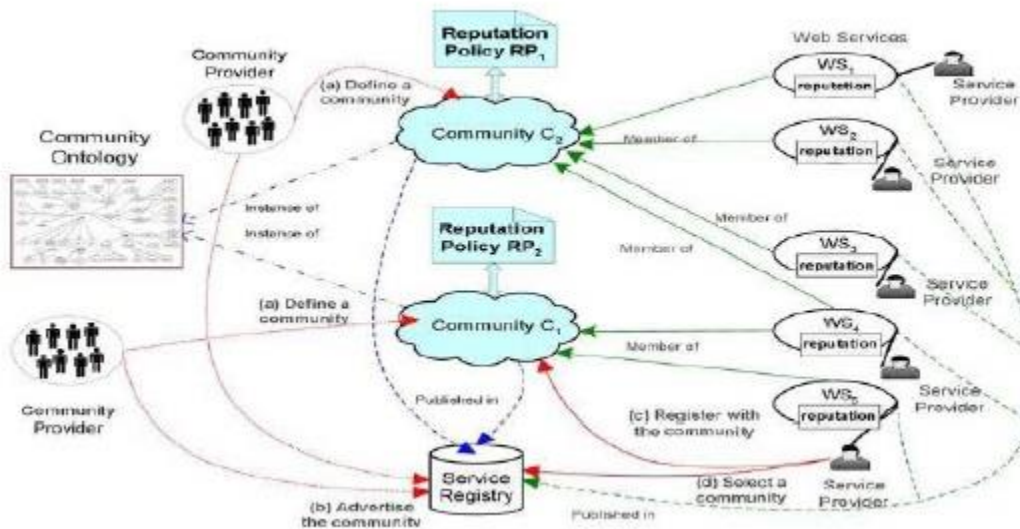 Reputation
Policy RP1
Community
Provider
(a) Define a
community
Web Services
WS1
reputation
Service
Provider
Community C2
Member of
WS2
reputation
Service
Provider
Community
Ontology
Instance of
Instance of
Reputation
Policy RP2
Member of
Member of
WS3
reputation
Service
Provider
(a) Define a
community
Community C1
Member of
WS4
reputation
Service
Provider
Community
Provider
Published in
(c) Register with
the community
WS5
reputation
Service
Registry
(d) Select a
community
Service
Provider
(b) Advertise
the community
Published in